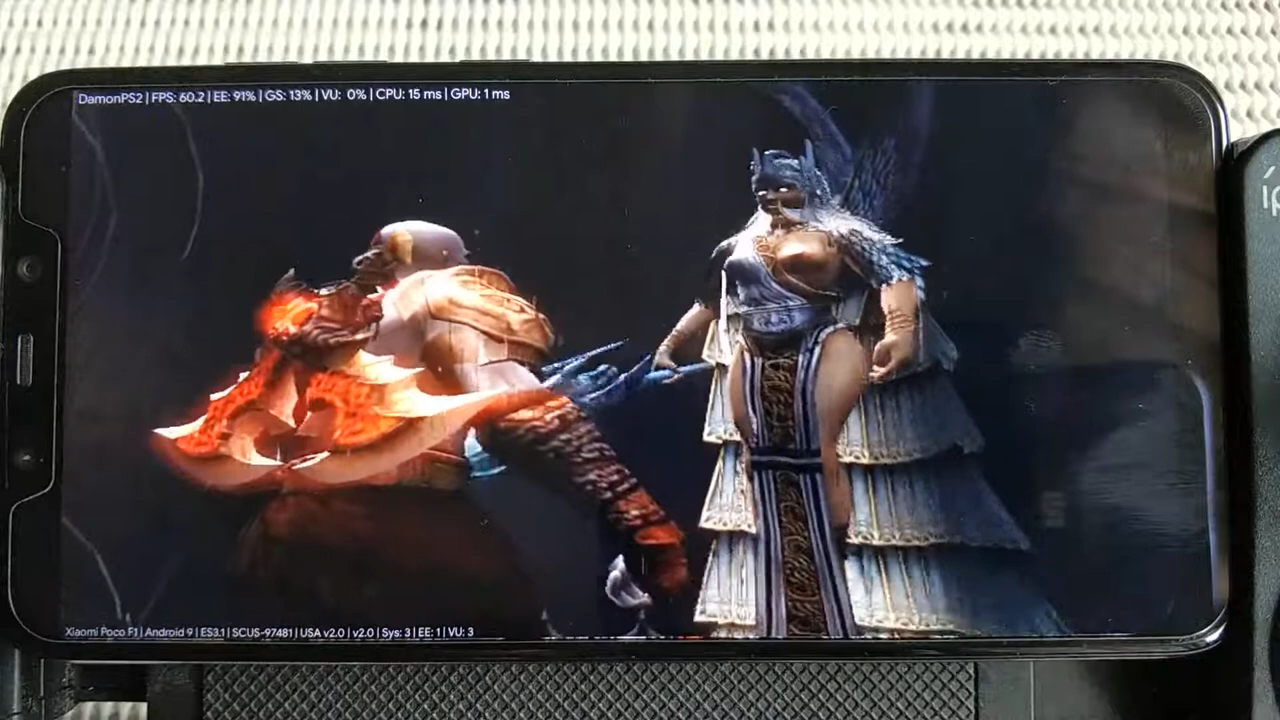 DamonPS2 | FPS: 60.2 | EE: 91% | GS: 13% | VU: 0% | CPU: 15 ms | GPU: 1 ms
Xiaomi Poco F1 | Android 9 | ES3.1 | SCUS-97481 | USA v2.0 | v2.0 | Sys: 3 | EE: 1 | VU: 3